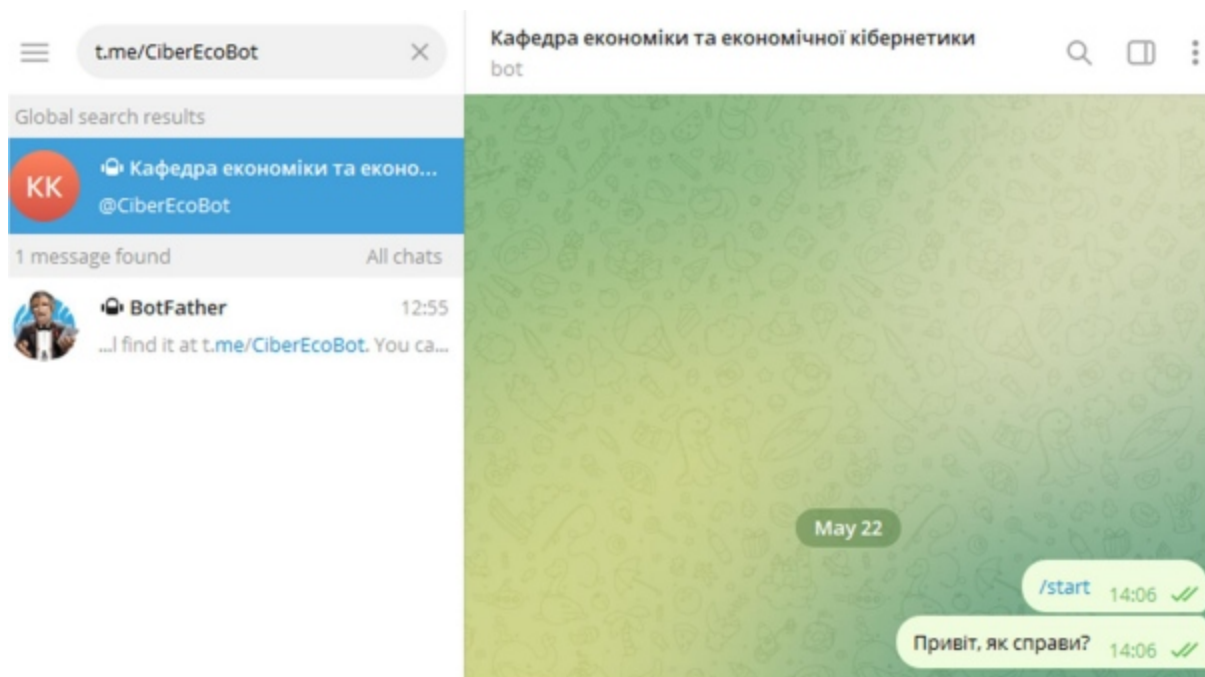 t.me/CiberEcoBot
Global search results
КК
Кафедра економіки та еконо...
@CiberEcoBot
1 message found All chats
BotFather 12:55
...l find it at t.me/CiberEcoBot. You ca...
Кафедра економіки та економічної кібернетики
bot
May 22
/start 14:06
Привіт, як справи? 14:06